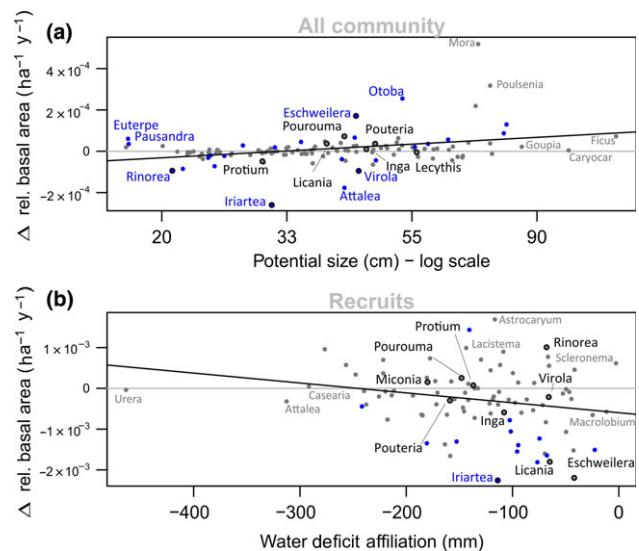 All community
(a)
Δ rel. basal area (ha⁻¹ y⁻¹)
4 × 10⁻⁴
2 × 10⁻⁴
0
−2 × 10⁻⁴
Mora
Poulsenia
Otoba
Eschweilera
Euterpe
Pausandra
Pourouma
Pouteria
Ficus
Goupia
Caryocar
Rinorea
Protium
Licania
Inga
Lecythis
Virola
Attalea
Iriartea
20
33
55
90
Potential size (cm) − log scale
Recruits
(b)
Δ rel. basal area (ha⁻¹ y⁻¹)
1 × 10⁻³
0
−1 × 10⁻³
−2 × 10⁻³
Astrocaryum
Protium
Lacistema
Rinorea
Pourouma
Scleronema
Miconia
Virola
Urera
Casearia
Attalea
Inga
Macrolobium
Pouteria
Iriartea
Licania
Eschweilera
−400
−300
−200
−100
0
Water deficit affiliation (mm)